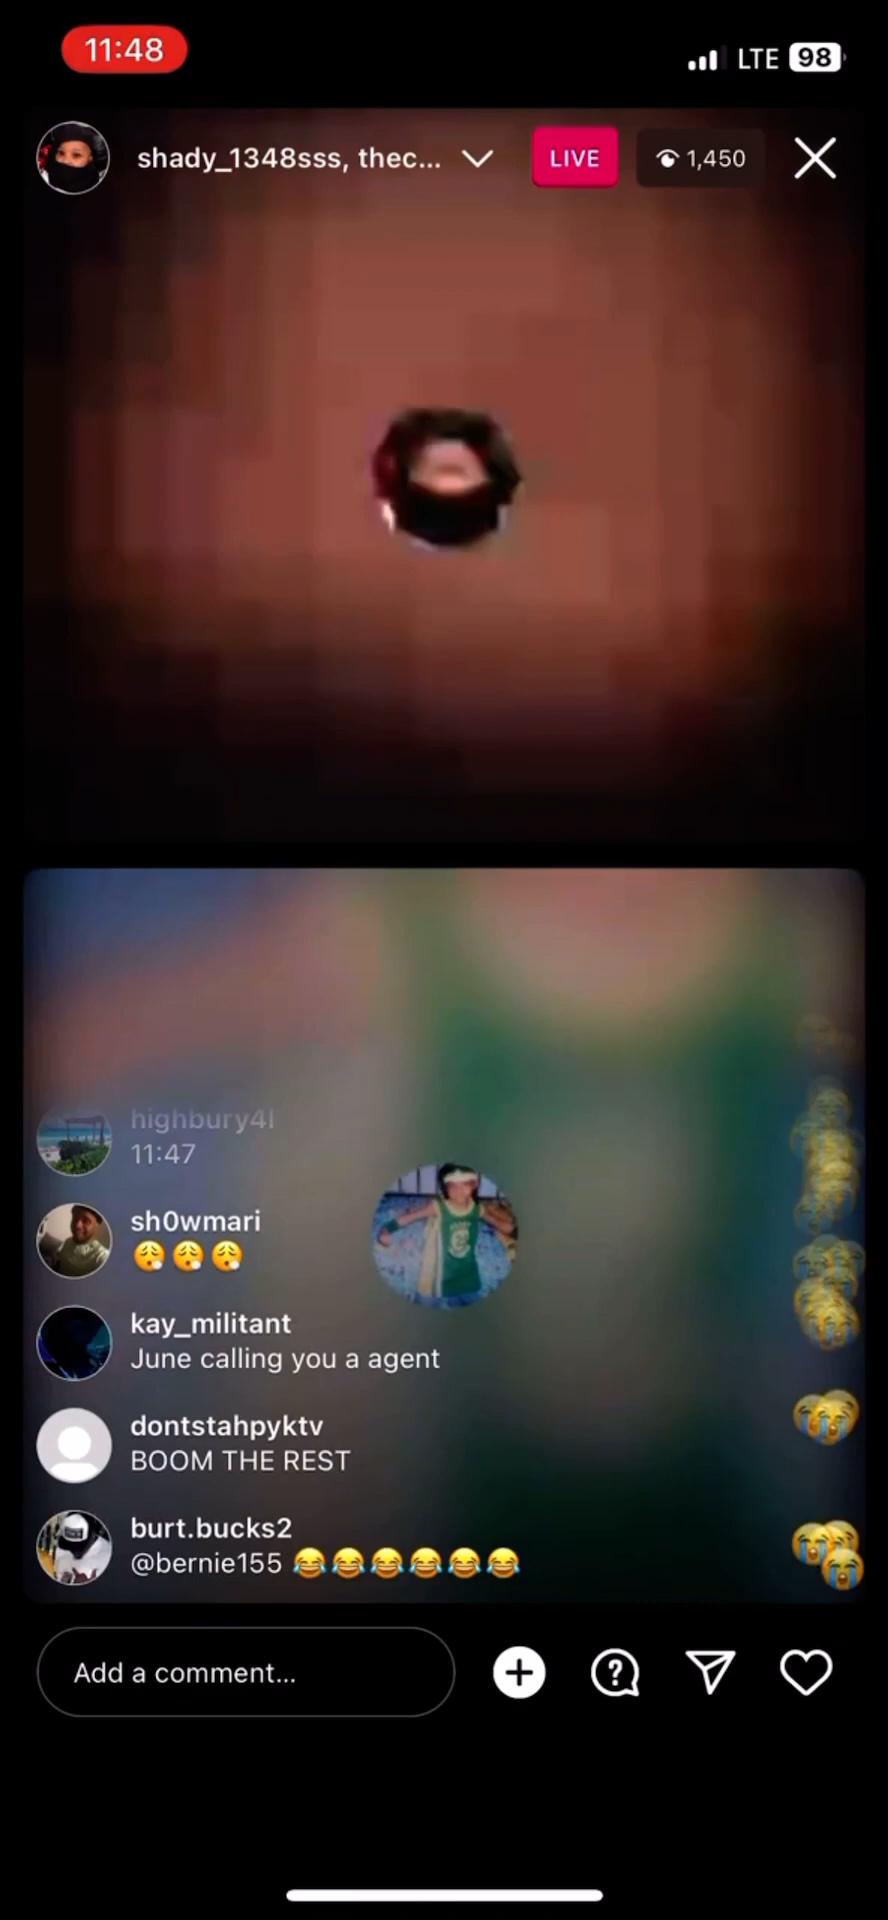 11:48
LTE 98
shady_1348sss, thec...
LIVE
1,450
highbury4l
11:47
sh0wmari
😮‍💨😮‍💨😮‍💨
kay_militant
June calling you a agent
dontstahpyktv
BOOM THE REST
burt.bucks2
@bernie155 😂😂😂😂😂😂
Add a comment...